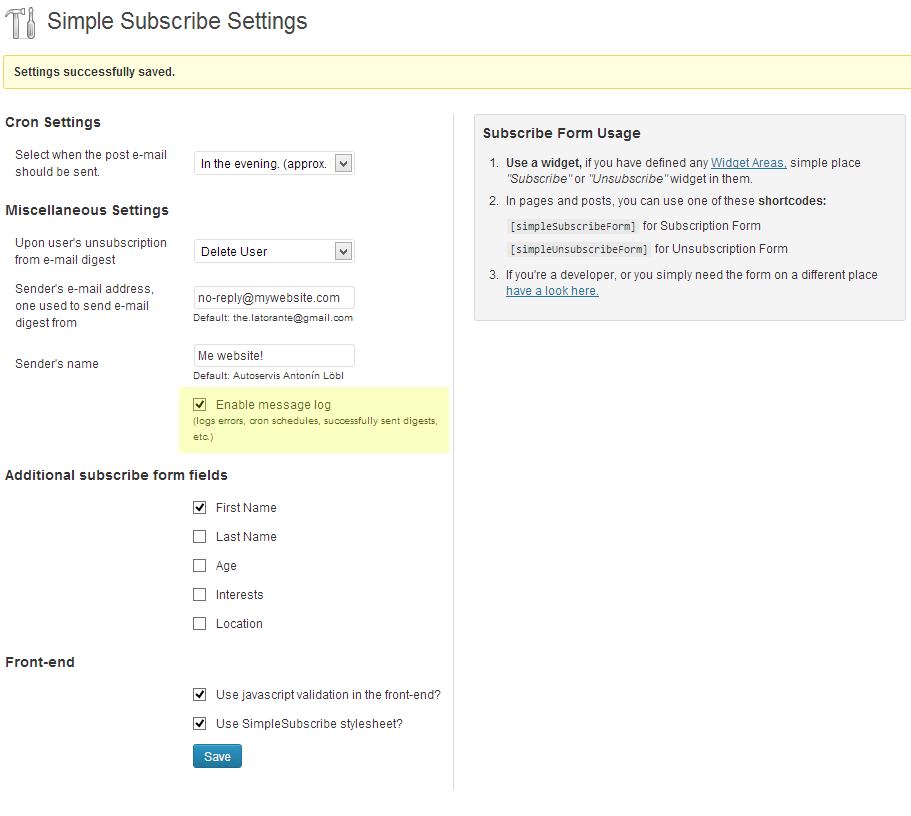 Simple Subscribe Settings
Settings successfully saved.
Cron Settings
Select when the post e-mail
should be sent.
In the evening. (approx.
Miscellaneous Settings
Upon user's unsubscription
from e-mail digest
Delete User
Sender's e-mail address,
one used to send e-mail
digest from
no-reply@mywebsite.com
Default: the.latorante@gmail.com
Sender's name
Me website!
Default: Autoservis Antonín Löbl
Enable message log
(logs errors, cron schedules, successfully sent digests,
etc.)
Additional subscribe form fields
First Name
Last Name
Age
Interests
Location
Front-end
Use javascript validation in the front-end?
Use SimpleSubscribe stylesheet?
Save
Subscribe Form Usage
1. Use a widget, if you have defined any Widget Areas, simple place
"Subscribe" or "Unsubscribe" widget in them.
2. In pages and posts, you can use one of these shortcodes:
[simpleSubscribeForm] for Subscription Form
[simpleUnsubscribeForm] for Unsubscription Form
3. If you're a developer, or you simply need the form on a different place
have a look here.